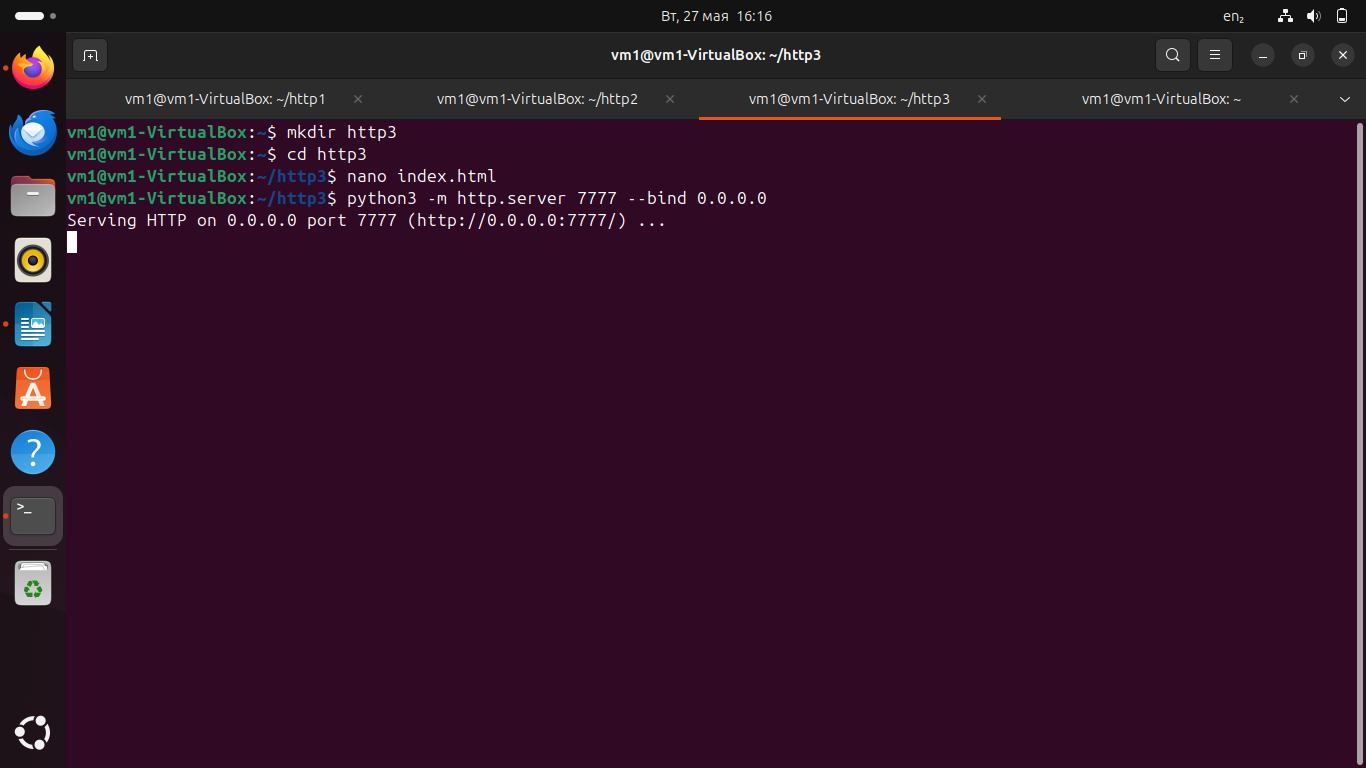 Вт, 27 мая 16:16
en₂
vm1@vm1-VirtualBox: ~/http3
vm1@vm1-VirtualBox: ~/http1
vm1@vm1-VirtualBox: ~/http2
vm1@vm1-VirtualBox: ~/http3
vm1@vm1-VirtualBox: ~
vm1@vm1-VirtualBox:~$ mkdir http3
vm1@vm1-VirtualBox:~$ cd http3
vm1@vm1-VirtualBox:~/http3$ nano index.html
vm1@vm1-VirtualBox:~/http3$ python3 -m http.server 7777 --bind 0.0.0.0
Serving HTTP on 0.0.0.0 port 7777 (http://0.0.0.0:7777/) ...